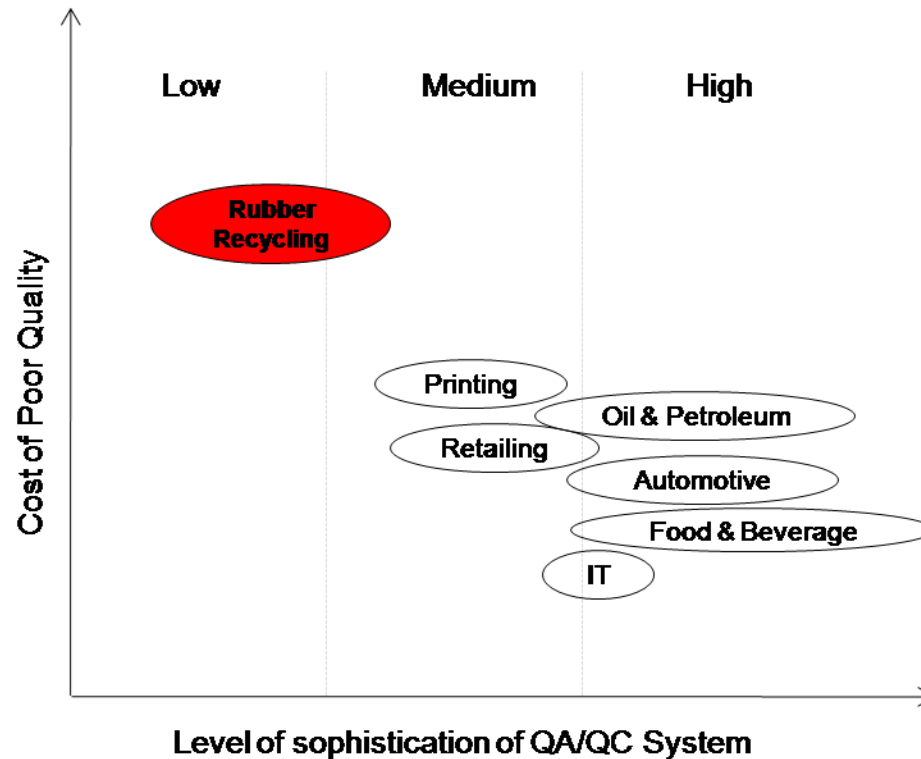 Low Medium High
Rubber
Recycling
Cost of Poor Quality
Printing
Oil & Petroleum
Retailing
Automotive
Food & Beverage
IT
Level of sophistication of QA/QC System